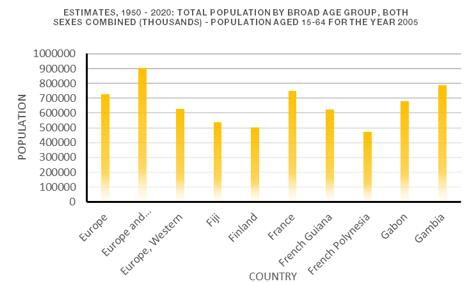 ESTIMATES, 1950 - 2020: TOTAL POPULATION BY BROAD AGE GROUP, BOTH
SEXES COMBINED (THOUSANDS) - POPULATION AGED 15-64 FOR THE YEAR 2005
POPULATION
1000000
900000
800000
700000
600000
500000
400000
300000
200000
100000
0
Europe
Europe and...
Europe, Western
Fiji
Finland
France
French Guiana
French Polynesia
Gabon
Gambia
COUNTRY